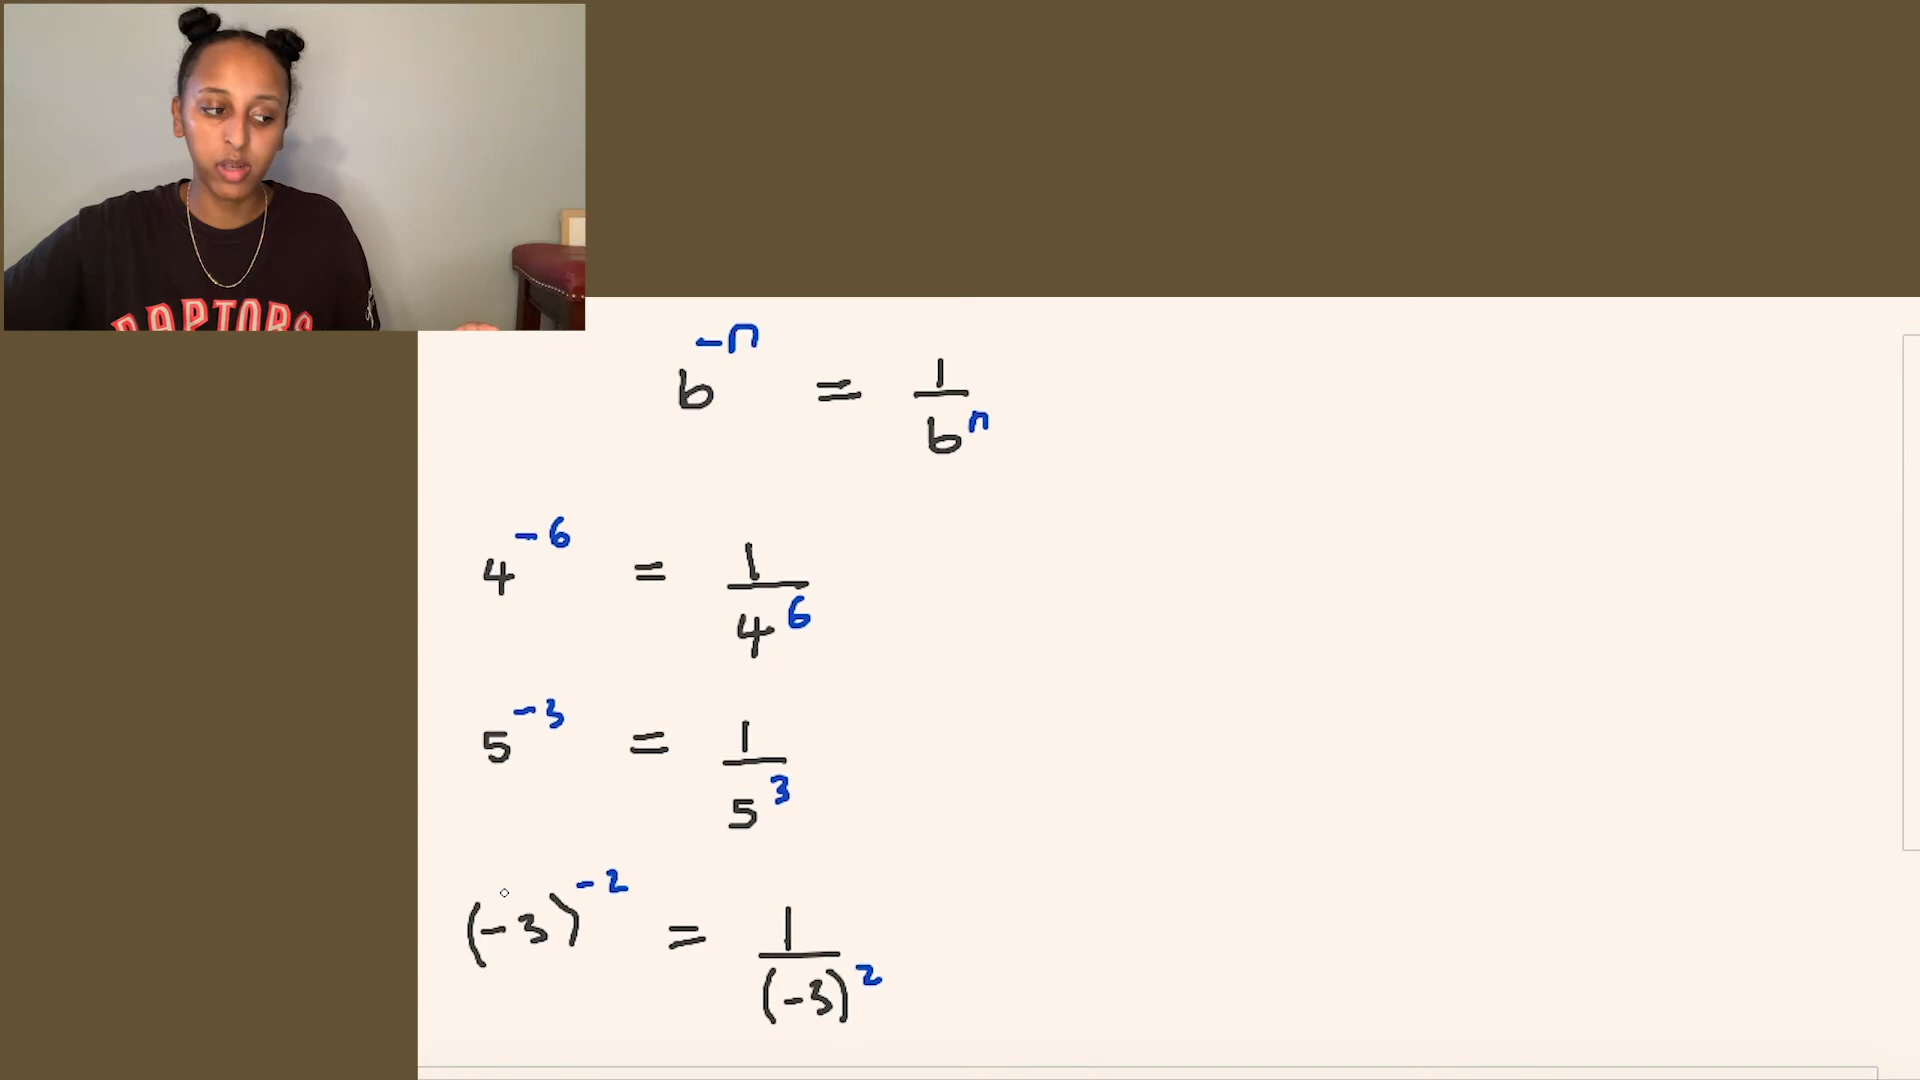 RAPTORS
b^-n = 1/b^n
4^-6 = 1/4^6
5^-3 = 1/5^3
(-3)^-2 = 1/(-3)^2